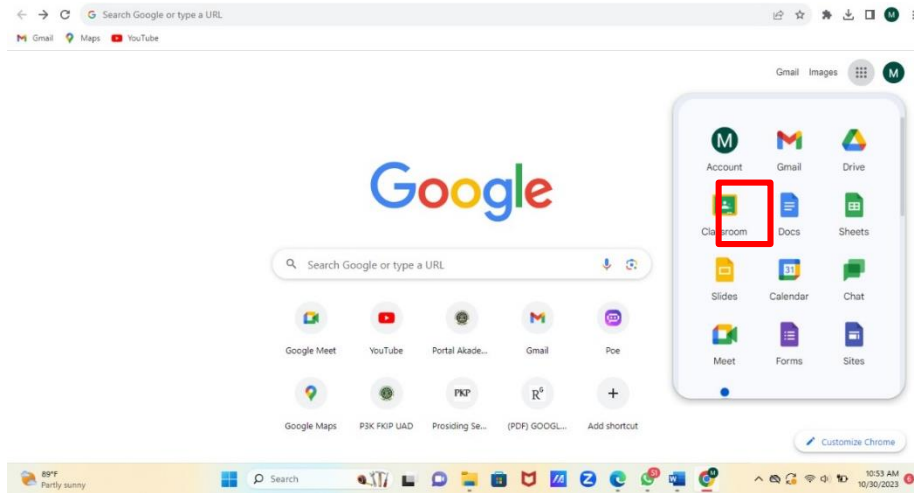 Search Google or type a URL
M
Gmail Maps YouTube
Gmail Images M
M
Account Gmail Drive
Google
Classroom Docs Sheets
Search Google or type a URL
31
Slides Calendar Chat
Google Meet YouTube Portal Akade... Gmail Poe
Meet Forms Sites
PKP RG
Google Maps P3K FKIP UAD Prosiding Se... (PDF) GOOGL... Add shortcut
Customize Chrome
89°F
Partly sunny
Search
10:53 AM
10/30/2023